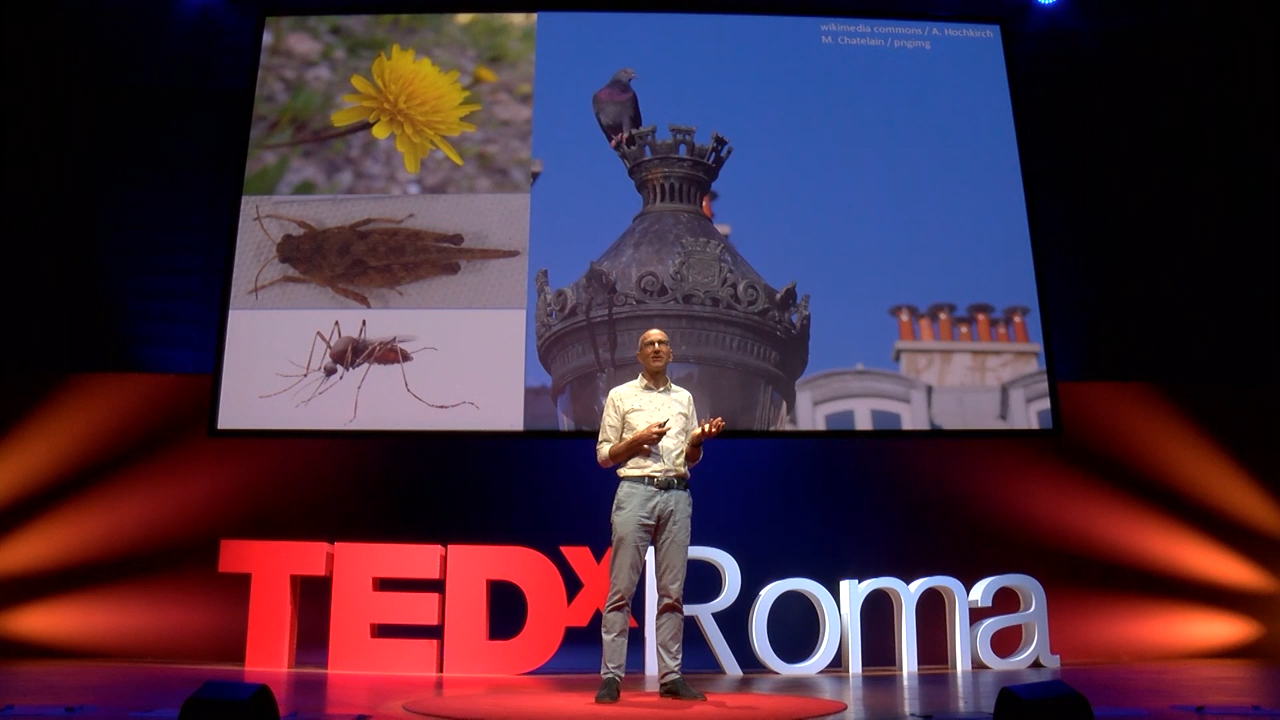 wikimedia commons / A. Hochkirch
M. Chatelain / pngimg
TEDxRoma